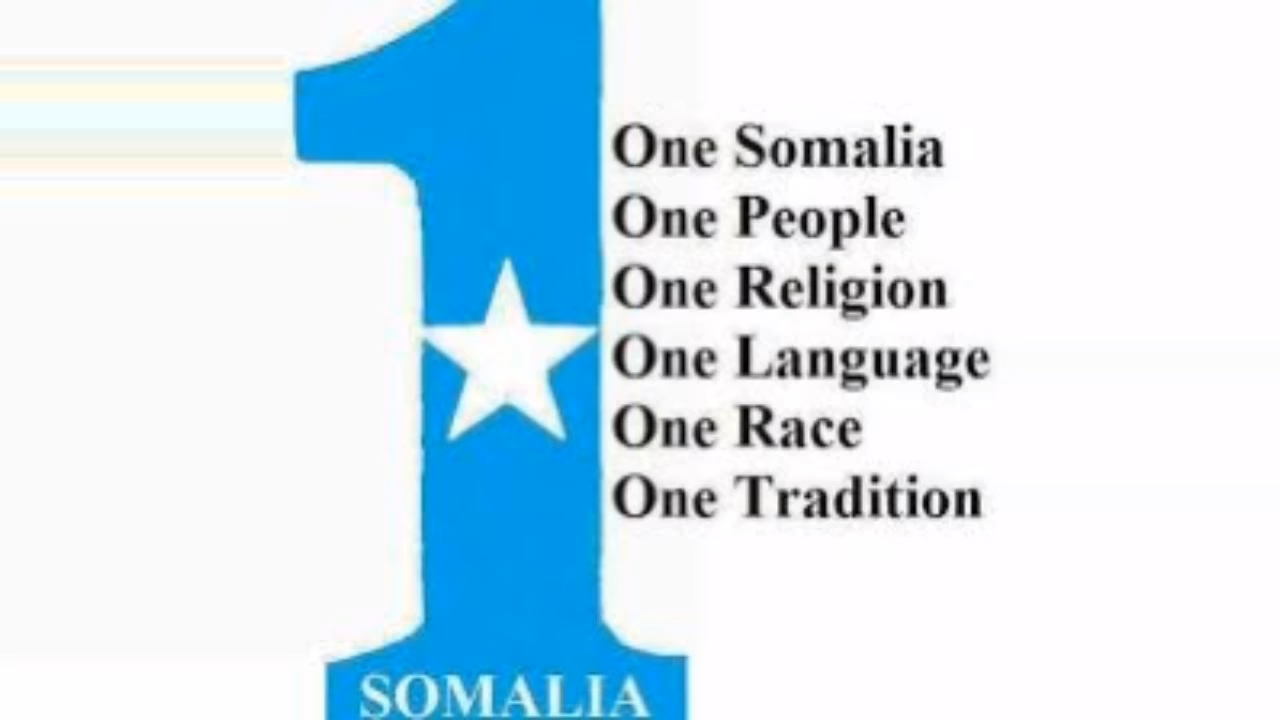 One Somalia
One People
One Religion
One Language
One Race
One Tradition
SOMALIA